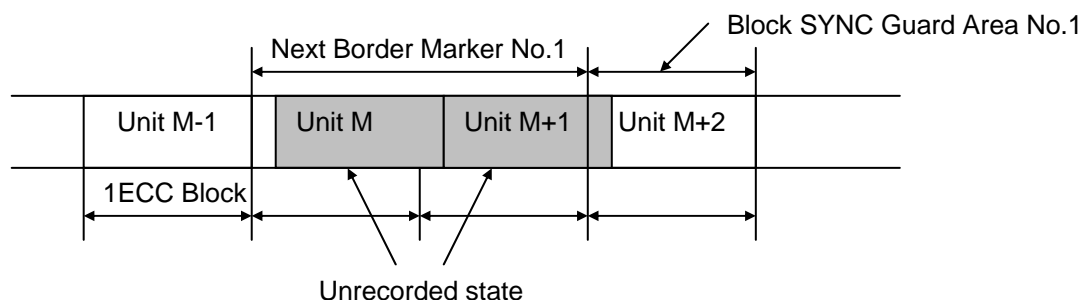 Block SYNC Guard Area No.1
Next Border Marker No.1
Unit M-1 Unit M Unit M+1 Unit M+2
1ECC Block
Unrecorded state